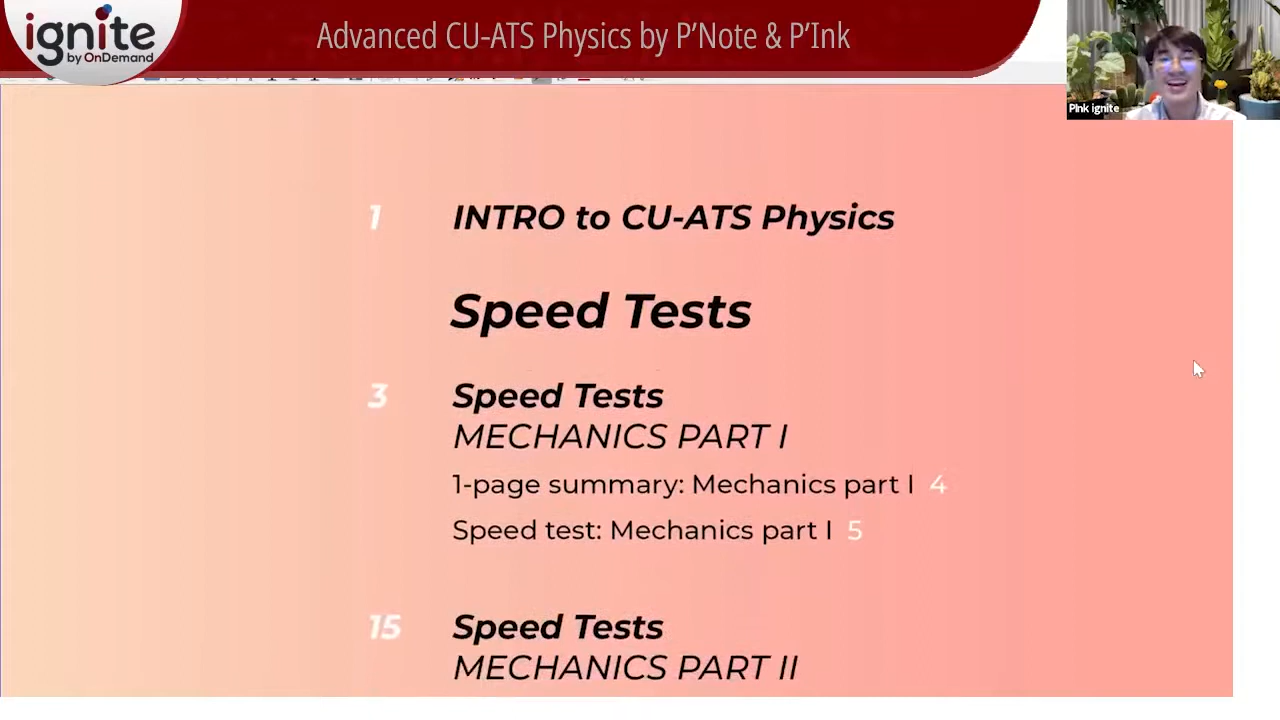 ignite
by OnDemand
Advanced CU-ATS Physics by P'Note & P'Ink
P!nk ignite
1 INTRO to CU-ATS Physics
Speed Tests
3 Speed Tests
MECHANICS PART I
1-page summary: Mechanics part I 4
Speed test: Mechanics part I 5
15 Speed Tests
MECHANICS PART II